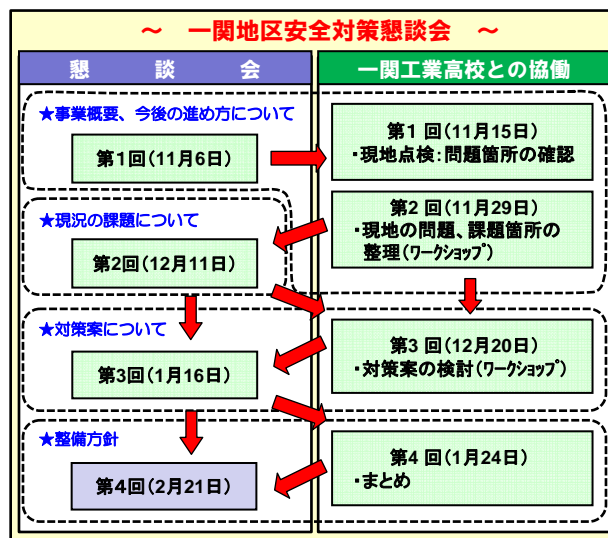 ～ 一関地区安全対策懇談会 ～
懇 談 会
★事業概要、今後の進め方について
第1回(11月6日)
★現況の課題について
第2回(12月11日)
★対策案について
第3回(1月16日)
★整備方針
第4回(2月21日)
一関工業高校との協働
第1 回(11月15日)
・現地点検：問題箇所の確認
第2 回(11月29日)
・現地の問題、課題箇所の
整理(ﾜｰｸｼｮｯﾌﾟ)
第3 回(12月20日)
・対策案の検討(ﾜｰｸｼｮｯﾌﾟ)
第4 回(1月24日)
・まとめ